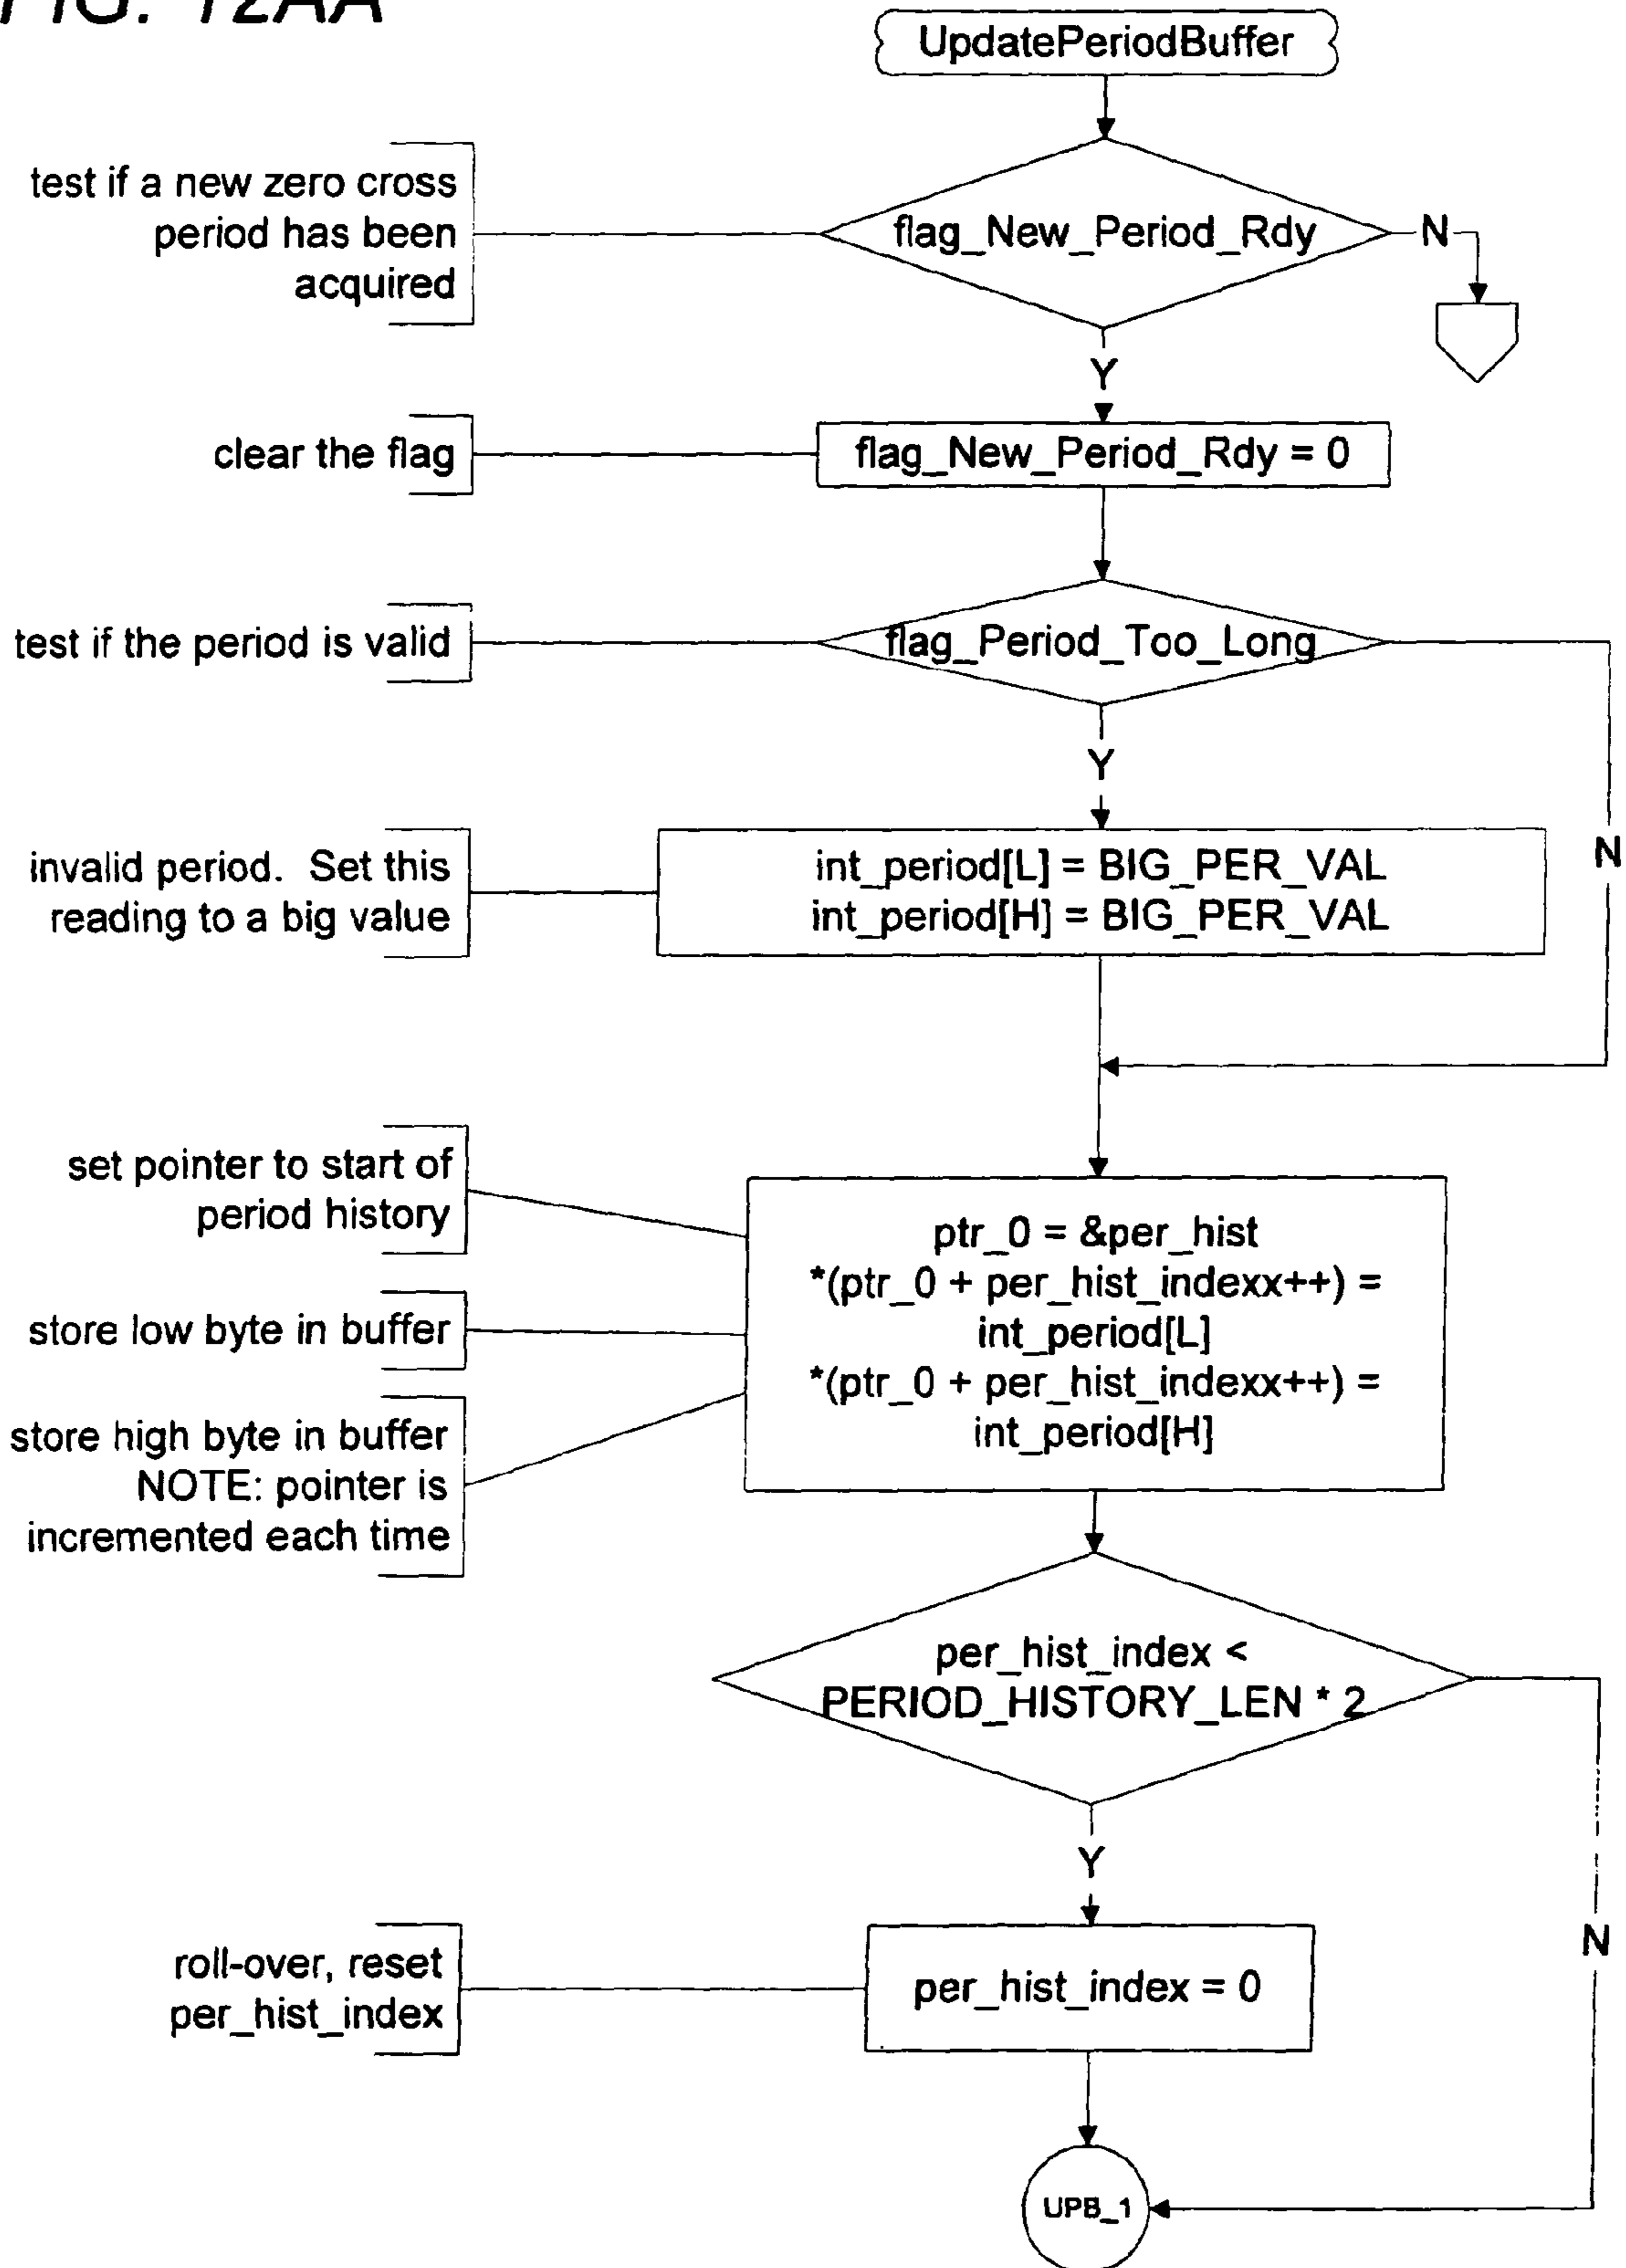 FIG. 12AA
UpdatePeriodBuffer
test if a new zero cross
period has been
acquired
flag_New_Period_Rdy
N
Y
clear the flag
flag_New_Period_Rdy = 0
test if the period is valid
flag_Period_Too_Long
Y
N
invalid period. Set this
reading to a big value
int_period[L] = BIG_PER_VAL
int_period[H] = BIG_PER_VAL
set pointer to start of
period history
store low byte in buffer
store high byte in buffer
NOTE: pointer is
incremented each time
ptr_0 = &per_hist
*(ptr_0 + per_hist_indexx++) =
int_period[L]
*(ptr_0 + per_hist_indexx++) =
int_period[H]
per_hist_index <
PERIOD_HISTORY_LEN * 2
Y
N
roll-over, reset
per_hist_index
per_hist_index = 0
UPB_1